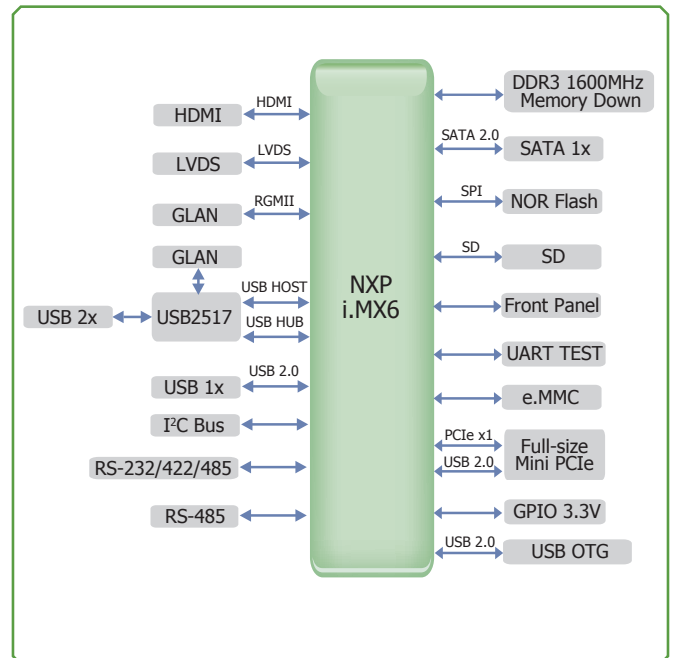 HDMI
HDMI
LVDS
LVDS
GLAN
RGMII
GLAN
USB 2x
USB2517
USB HOST
USB HUB
USB 1x
USB 2.0
I²C Bus
RS-232/422/485
RS-485
NXP
i.MX6
DDR3 1600MHz
Memory Down
SATA 2.0
SATA 1x
SPI
NOR Flash
SD
SD
Front Panel
UART TEST
e.MMC
PCIe x1
USB 2.0
Full-size
Mini PCIe
GPIO 3.3V
USB 2.0
USB OTG